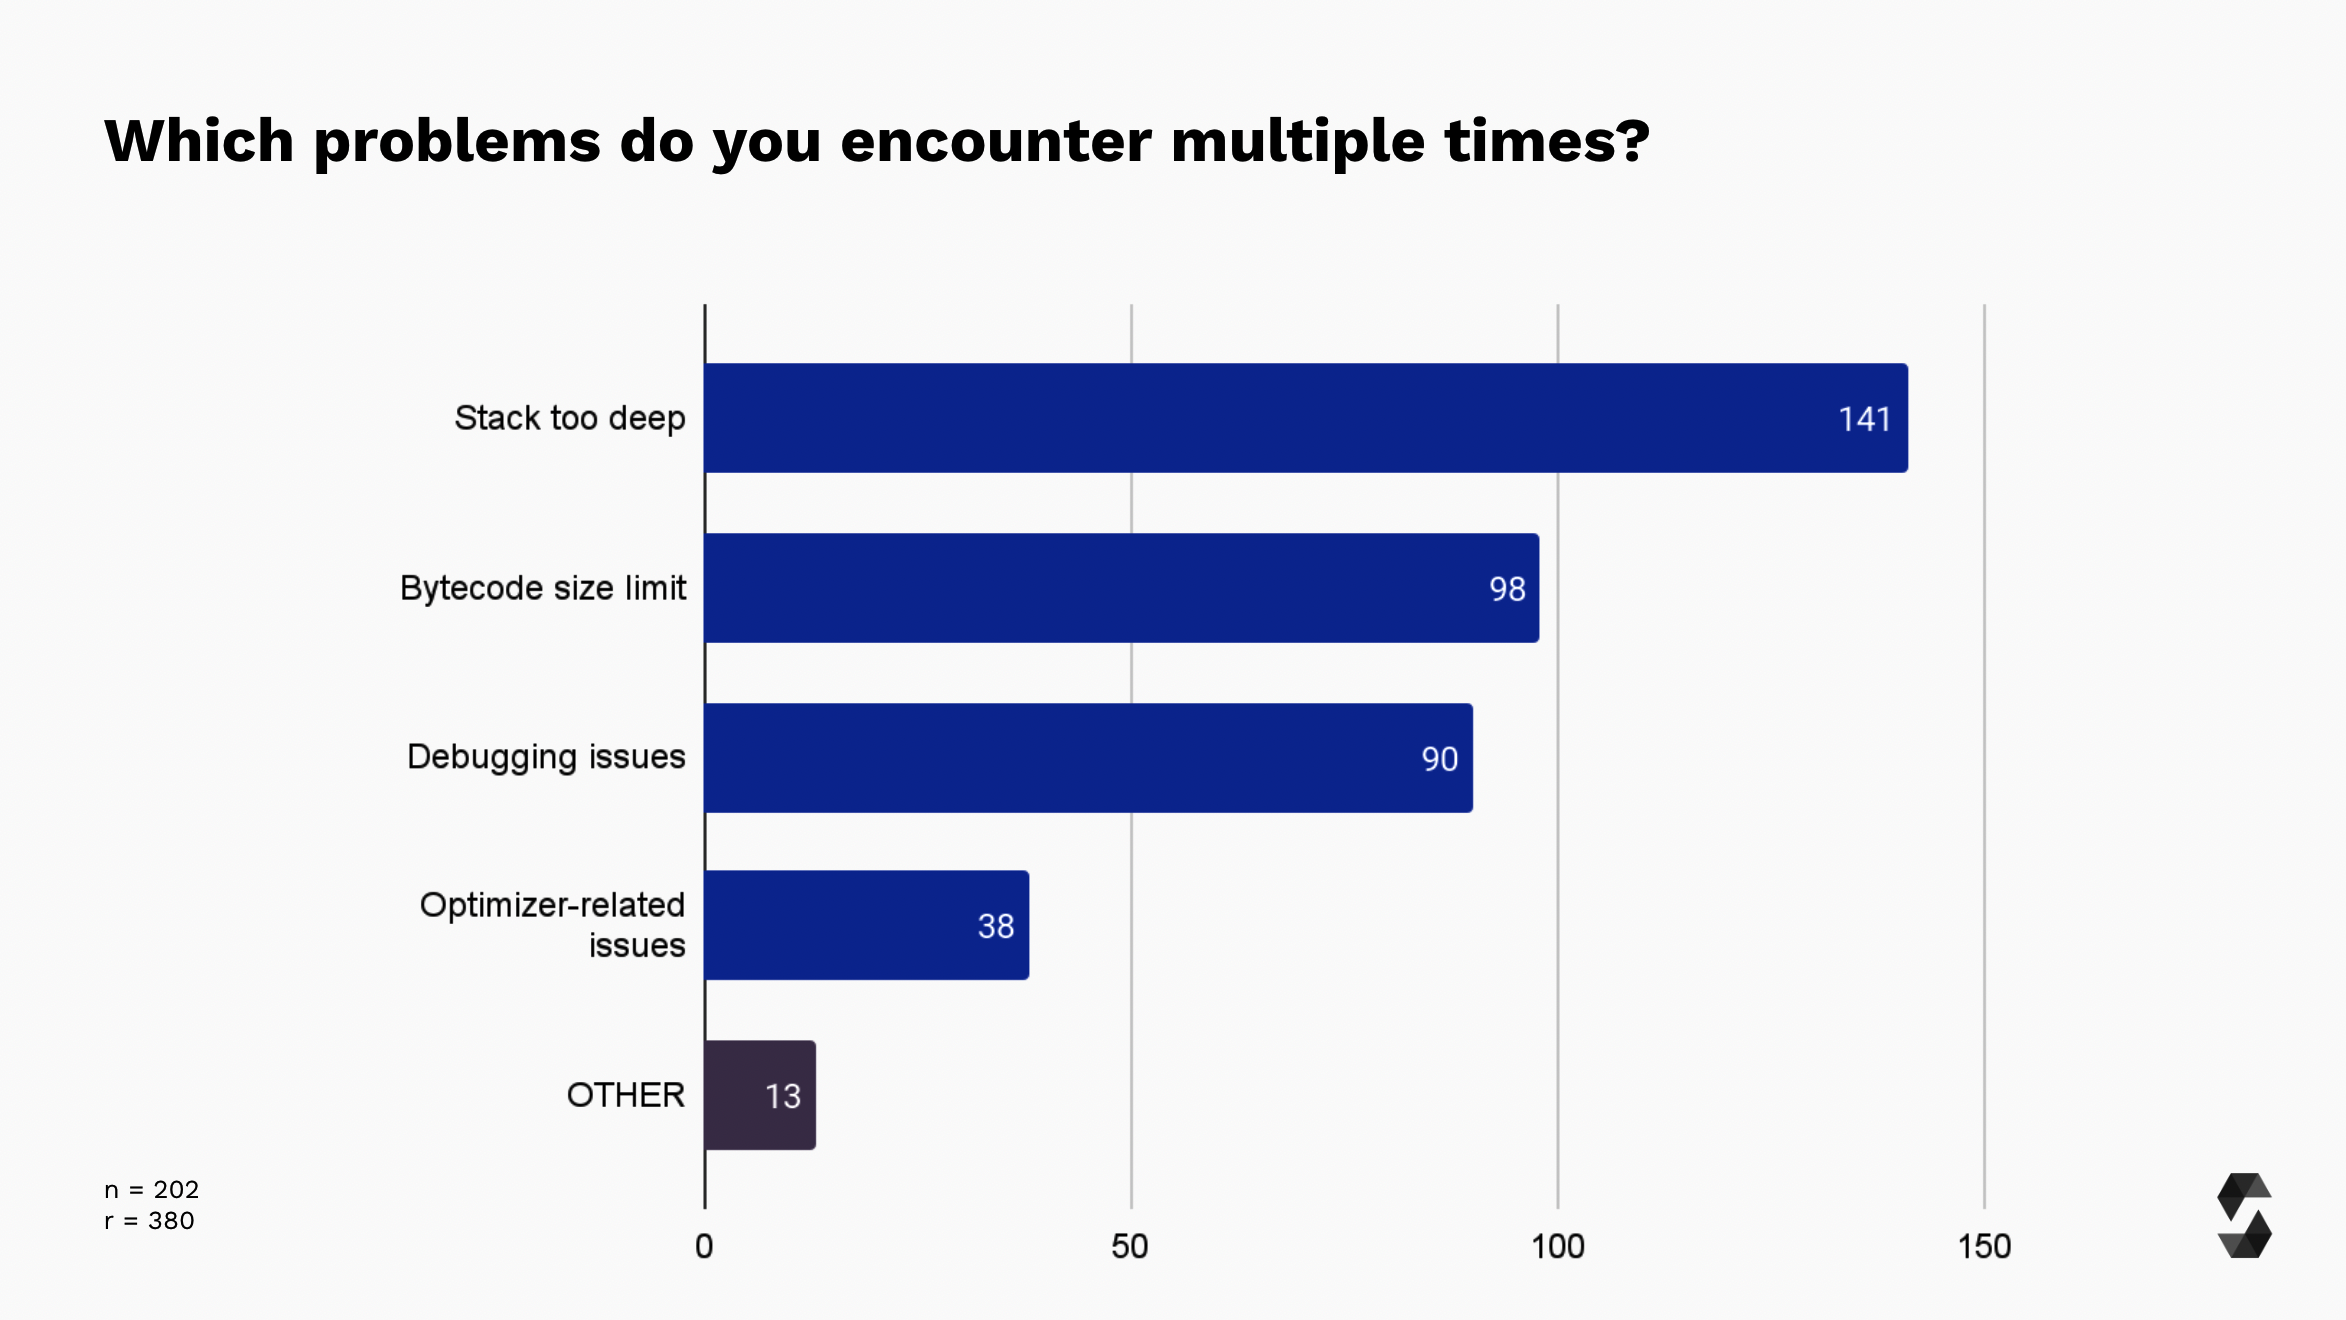 Which problems do you encounter multiple times?
Stack too deep
141
Bytecode size limit
98
Debugging issues
90
Optimizer-related
issues
38
OTHER
13
n = 202
r = 380
0
50
100
150